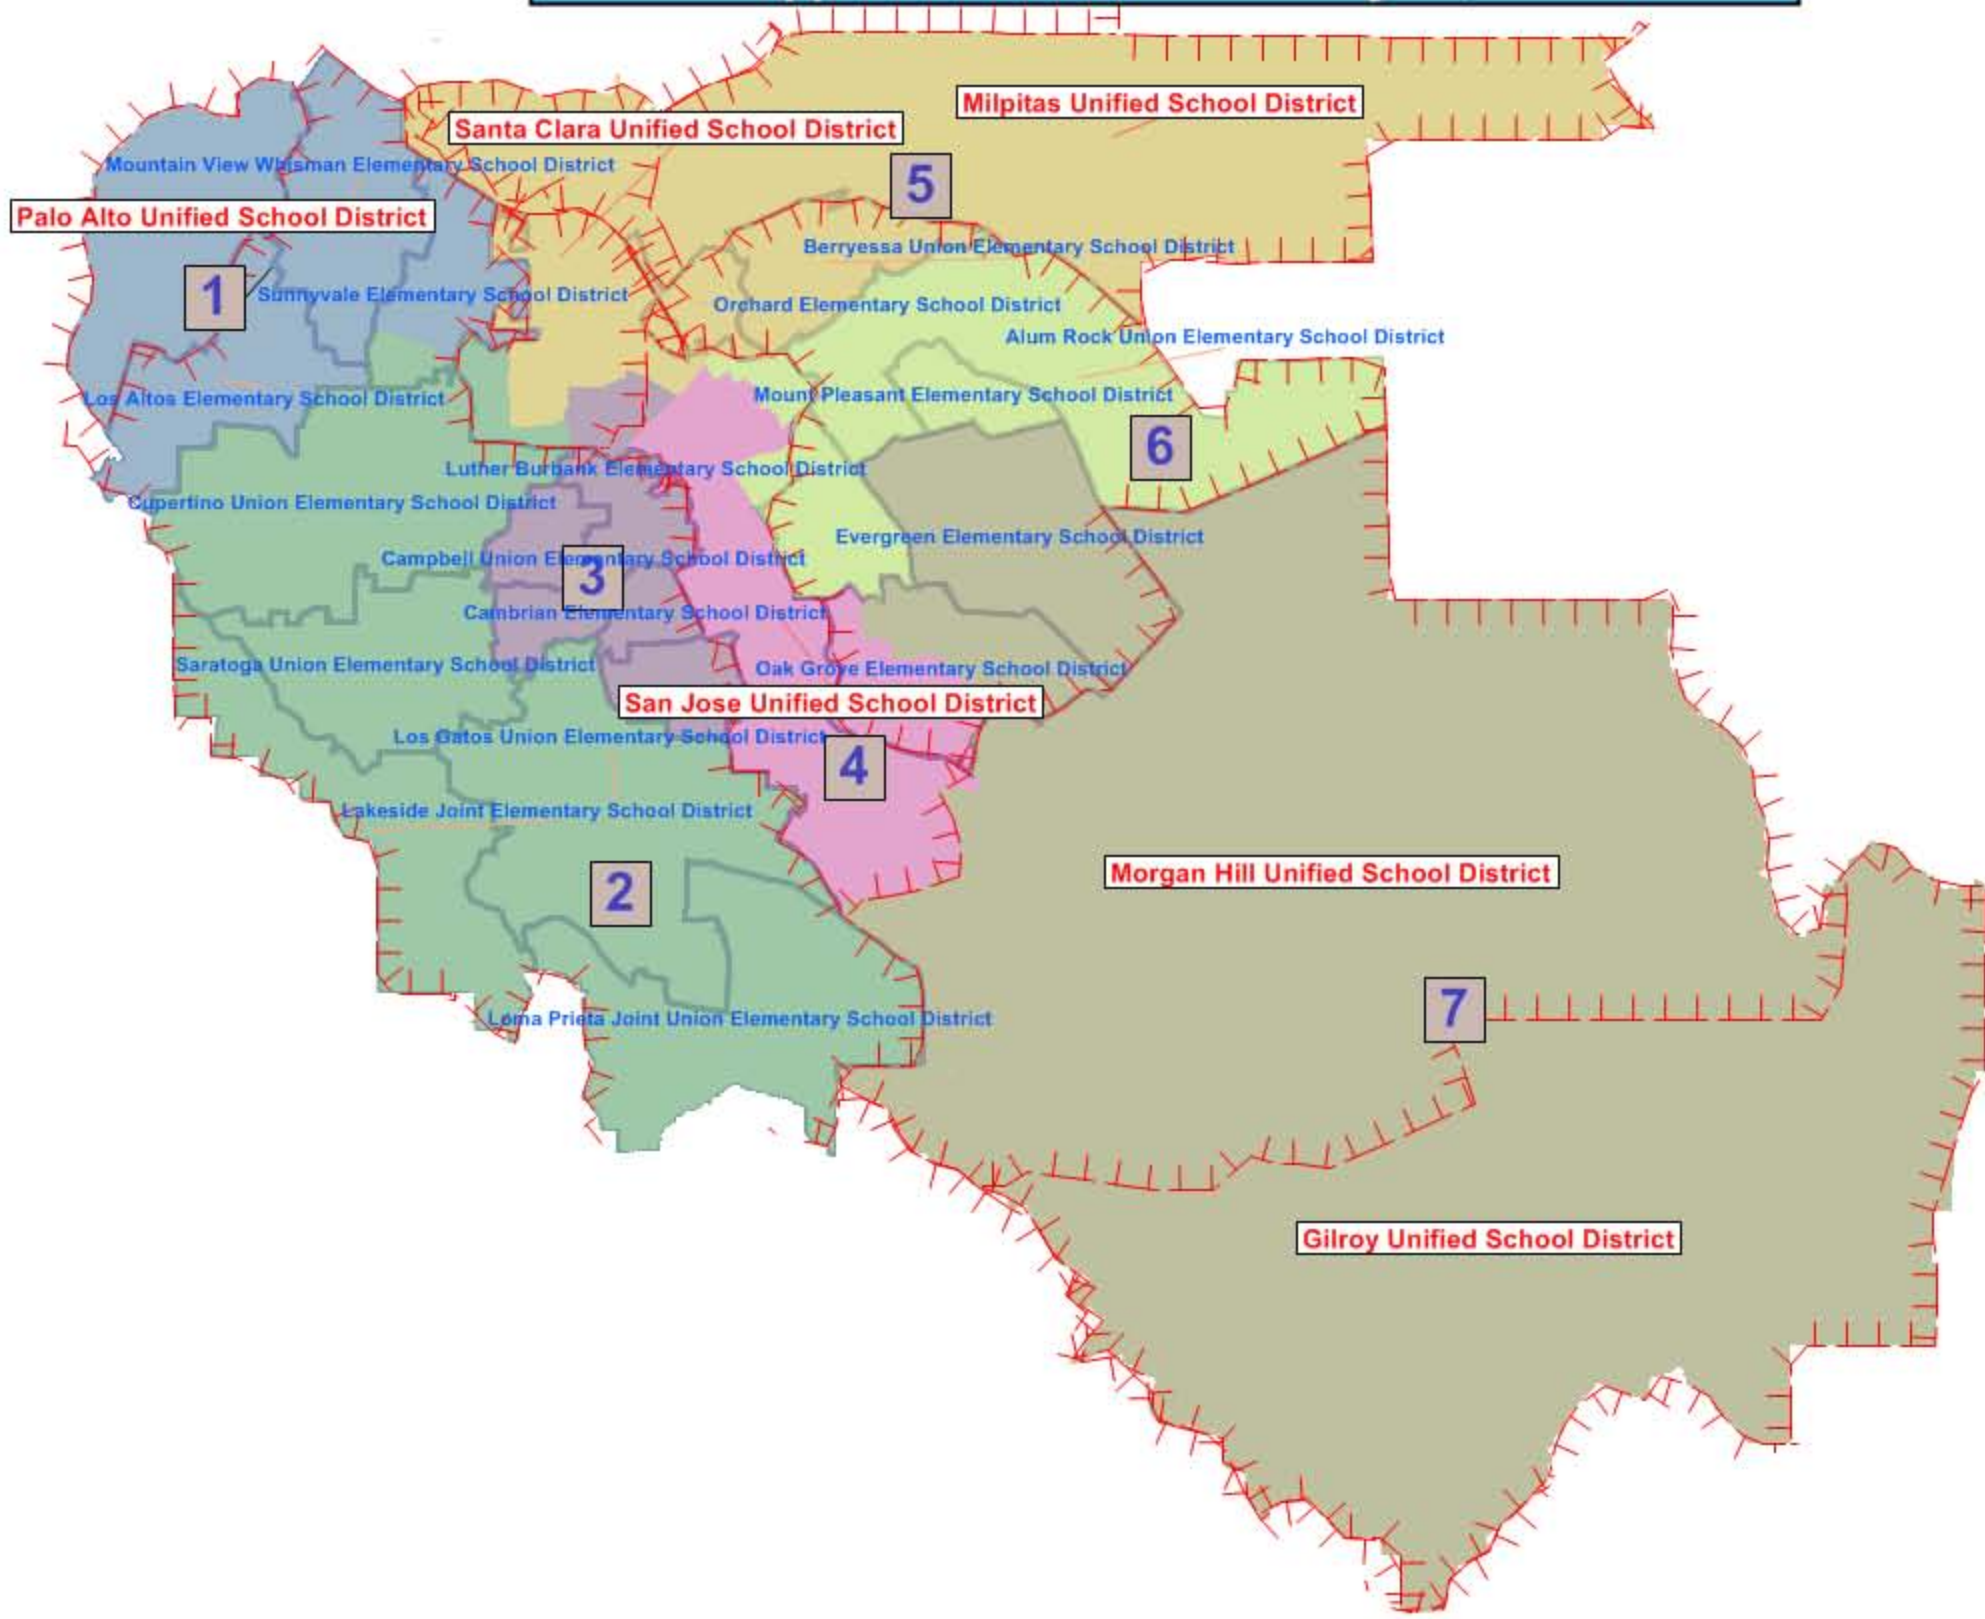 Milpitas Unified School District
Santa Clara Unified School District
Mountain View Whisman Elementary School District
5
Palo Alto Unified School District
Berryessa Union Elementary School District
1
Sunnyvale Elementary School District
Orchard Elementary School District
Alum Rock Union Elementary School District
Los Altos Elementary School District
Mount Pleasant Elementary School District
6
Luther Burbank Elementary School District
Cupertino Union Elementary School District
Evergreen Elementary School District
Campbell Union Elementary School District
3
Cambrian Elementary School District
Saratoga Union Elementary School District
Oak Grove Elementary School District
San Jose Unified School District
Los Gatos Union Elementary School District
4
Lakeside Joint Elementary School District
Morgan Hill Unified School District
2
7
Loma Prieta Joint Union Elementary School District
Gilroy Unified School District